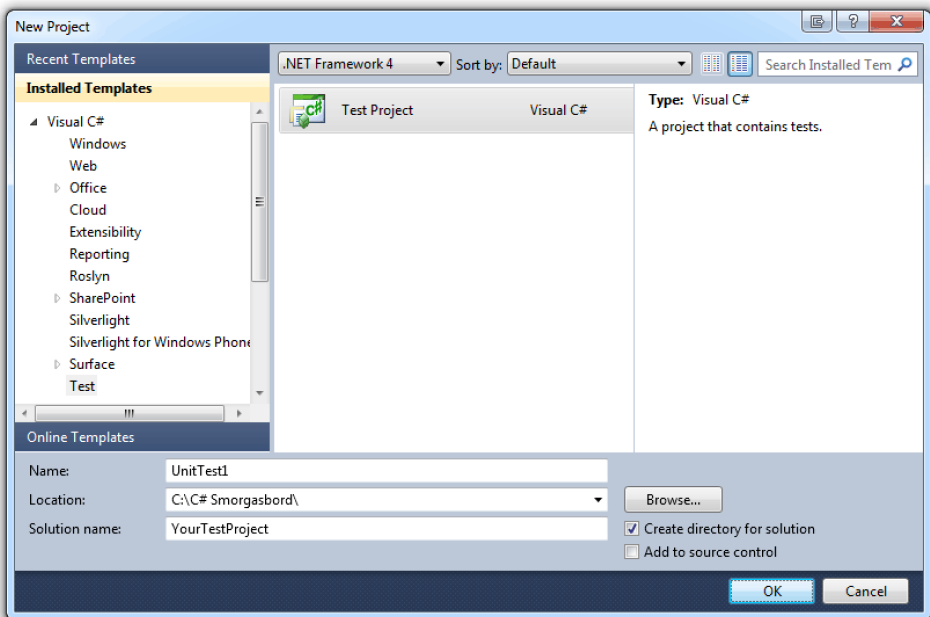 New Project
Recent Templates
Installed Templates
Visual C#
Windows
Web
Office
Cloud
Extensibility
Reporting
Roslyn
SharePoint
Silverlight
Silverlight for Windows Phone
Surface
Test
Online Templates
.NET Framework 4
Sort by: Default
Search Installed Tem
C# Test Project Visual C#
Type: Visual C#
A project that contains tests.
Name: UnitTest1
Location: C:\C# Smorgasbord\ Browse...
Solution name: YourTestProject
Create directory for solution
Add to source control
OK Cancel